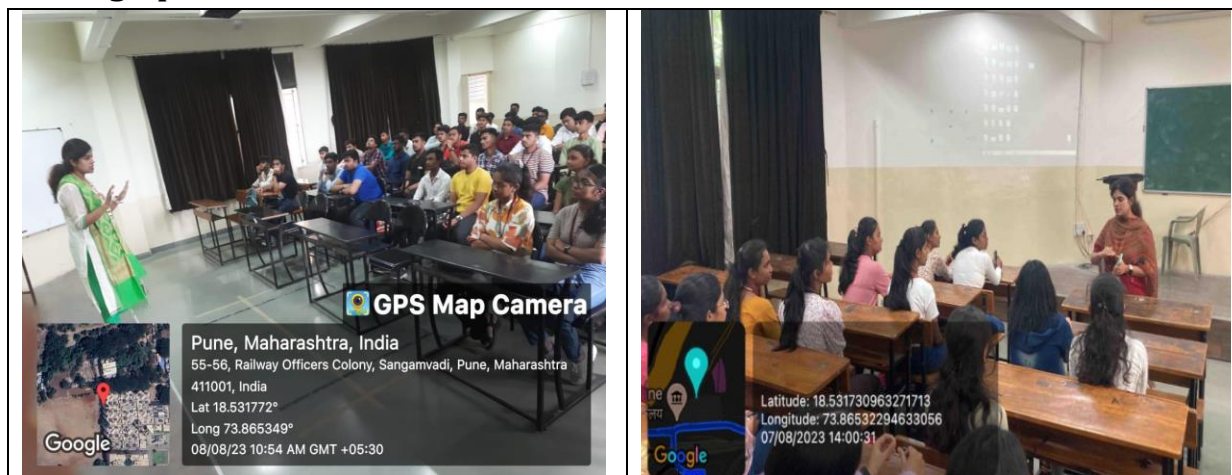 GPS Map Camera
Pune, Maharashtra, India
55-56, Railway Officers Colony, Sangamvadi, Pune, Maharashtra
411001, India
Lat 18.531772°
Long 73.865349°
08/08/23 10:54 AM GMT +05:30
Google
Latitude: 18.531730963271713
Longitude: 73.86532294633056
07/08/2023 14:00:31
Google